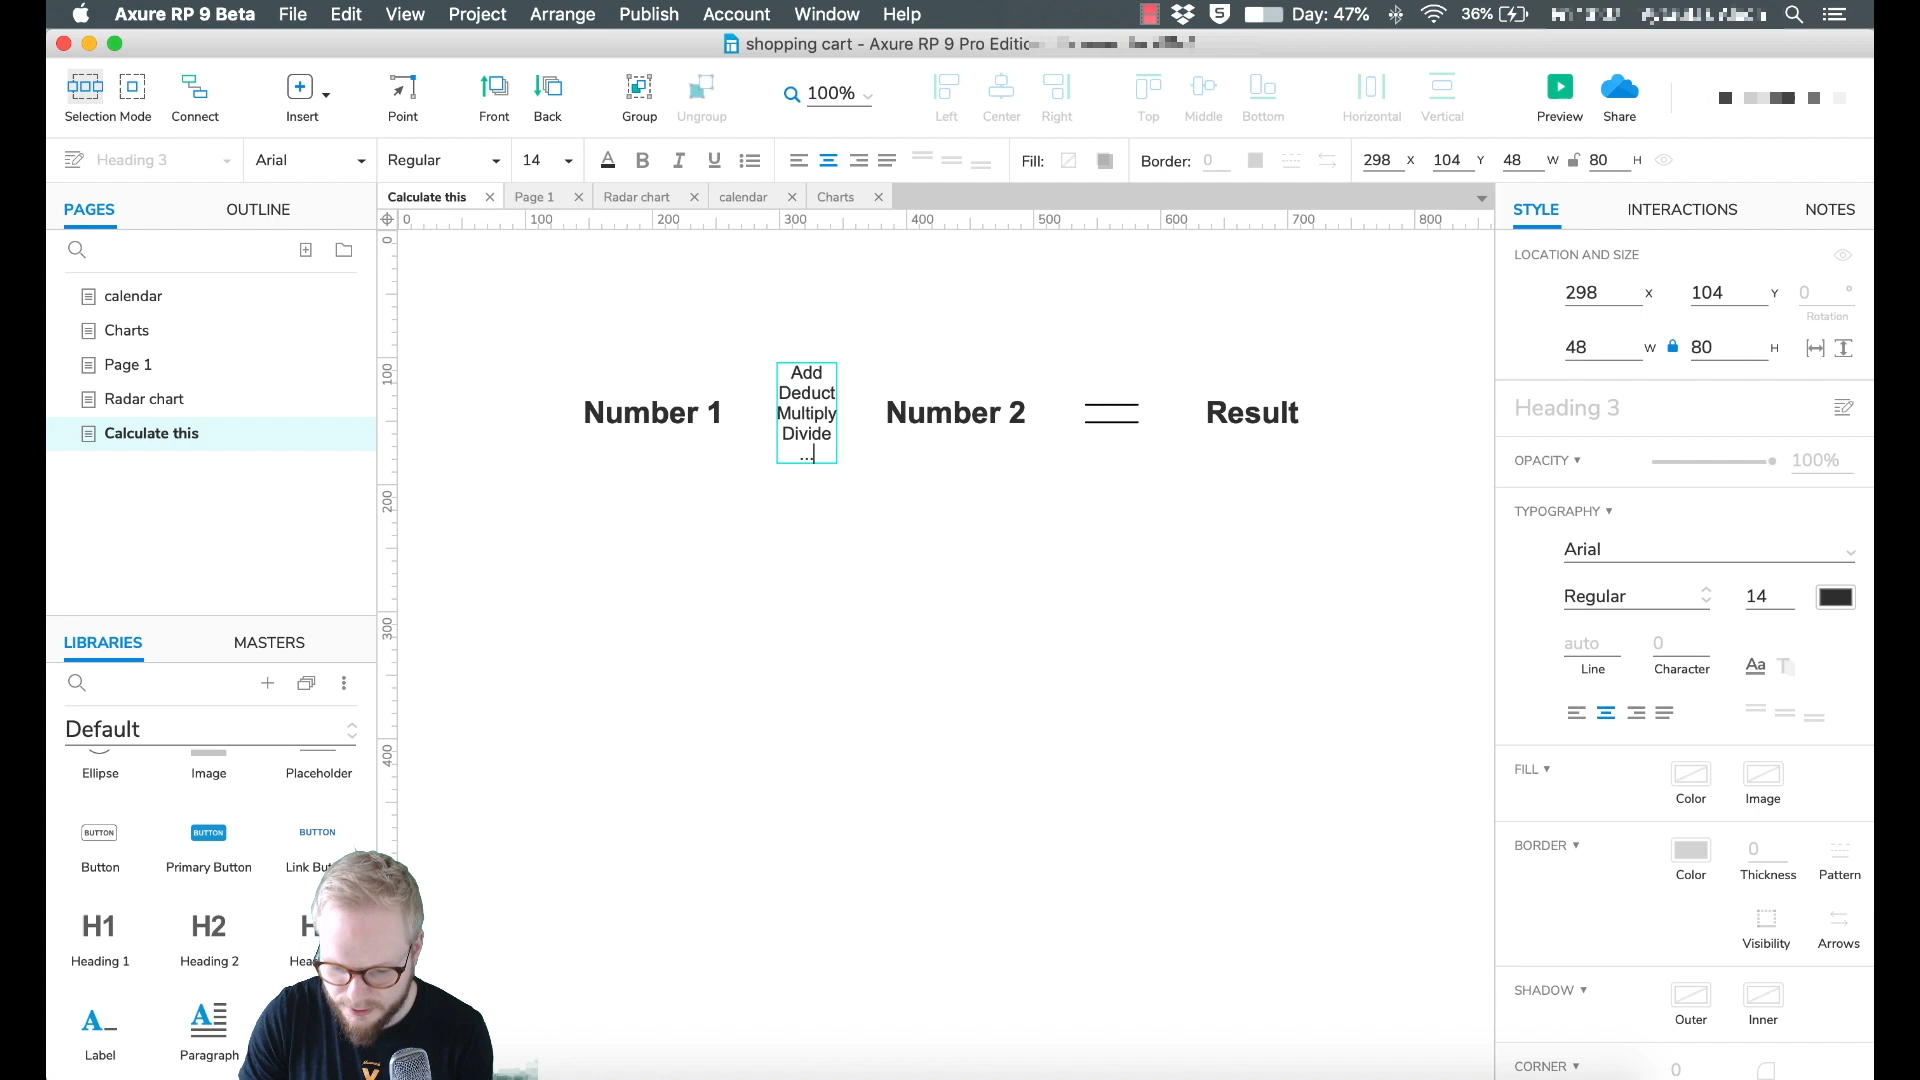 Axure RP 9 Beta File Edit View Project Arrange Publish Account Window Help
S Day: 47% 36%
shopping cart - Axure RP 9 Pro Editio
100%
Selection Mode Connect Insert Point Front Back Group Ungroup Left Center Right Top Middle Bottom Horizontal Vertical Preview Share
Heading 3 Arial Regular 14 A B I U Fill: Border: 0 298 X 104 Y 48 W 80 H
PAGES OUTLINE
Calculate this Page 1 Radar chart calendar Charts
STYLE INTERACTIONS NOTES
0 100 200 300 400 500 600 700 800
0
100
200
300
400
calendar
Charts
Page 1
Radar chart
Calculate this
Number 1
Add
Deduct
Multiply
Divide
...
Number 2
Result
LIBRARIES MASTERS
Default
Ellipse Image Placeholder
BUTTON BUTTON BUTTON
Button Primary Button Link But
H1 H2 H
Heading 1 Heading 2 Hea
A A
Label Paragraph
LOCATION AND SIZE
298 X 104 Y 0 °
Rotation
48 W 80 H
Heading 3
OPACITY 100%
TYPOGRAPHY
Arial
Regular 14
auto 0
Line Character Aa T
FILL
Color Image
BORDER 0
Color Thickness Pattern
Visibility Arrows
SHADOW
Outer Inner
CORNER 0